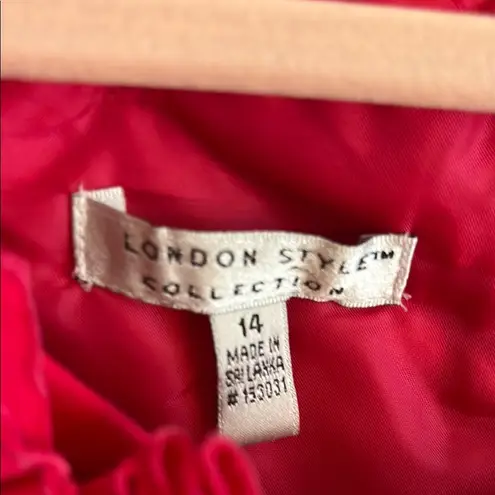 LONDON STYLE™
COLLECTION
14
MADE IN
SRI LANKA
# 153031